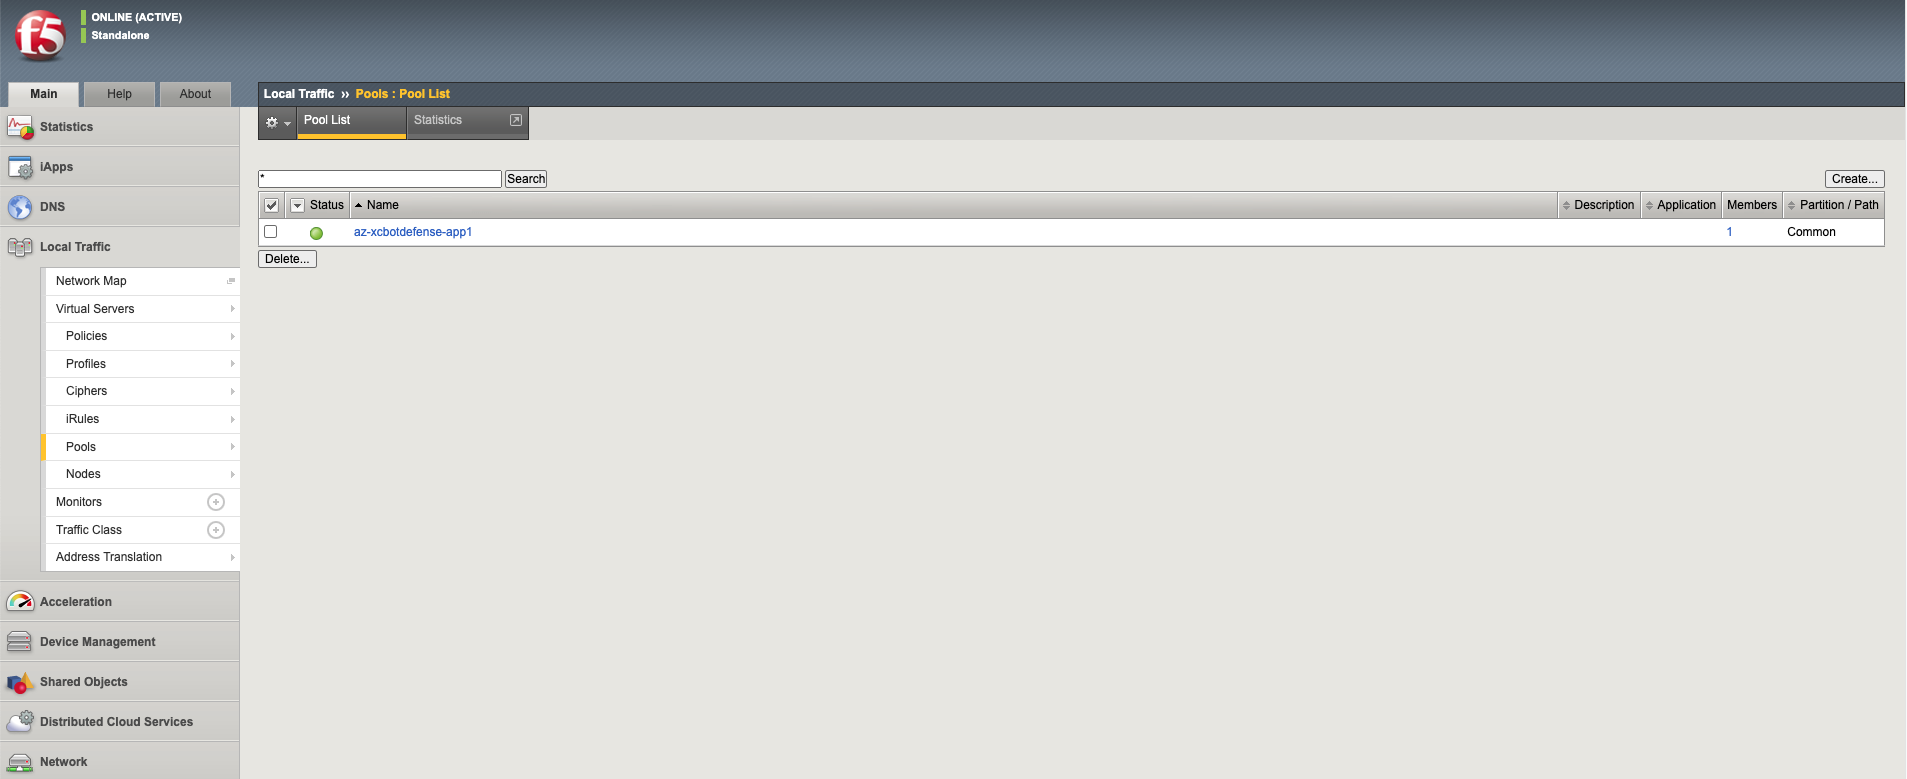 f5
ONLINE (ACTIVE)
Standalone
Main
Help
About
Local Traffic ›› Pools : Pool List
Pool List
Statistics
Statistics
iApps
DNS
Local Traffic
Network Map
Virtual Servers
Policies
Profiles
Ciphers
iRules
Pools
Nodes
Monitors
Traffic Class
Address Translation
Acceleration
Device Management
Shared Objects
Distributed Cloud Services
Network
*
Search
Create...
Status
Name
Description
Application
Members
Partition / Path
az-xcbotdefense-app1
1
Common
Delete...